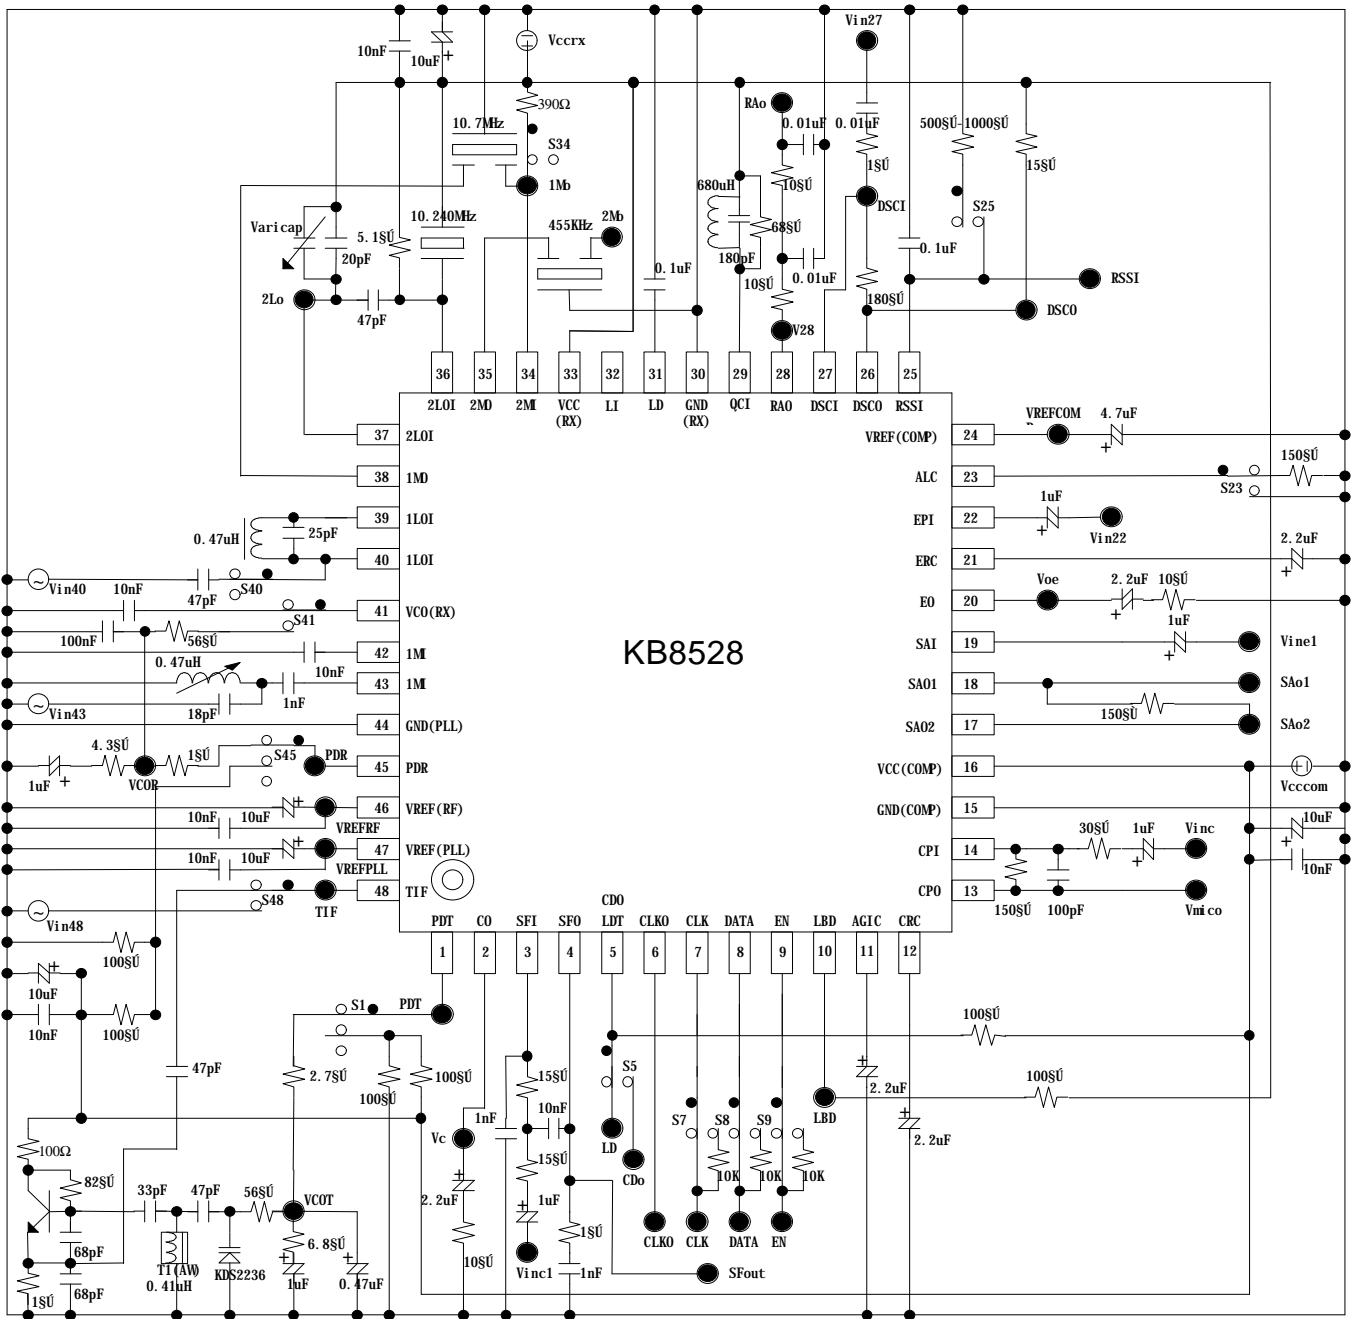 Vin27
10nF
10uF
+
Vccrx
390Ω
RAo
10.7MHz
0.01uF
0.01uF
500§Ú-1000§Ú
S34
1§Ú
15§Ú
1Mo
680uH
10§Ú
DSCI
S25
10.240MHz
455KHz
2Mo
Varicap
5.1§Ú
68§Ú
20pF
180pF
0.1uF
0.1uF
0.01uF
10§Ú
RSSI
2Lo
47pF
180§Ú
DSCO
V28
36
35
34
33
32
31
30
29
28
27
26
25
2LOI
2MO
2MI
VCC
(RX)
LI
LD
GND
(RX)
QCI
RAO
DSCI
DSCO
RSSI
37
2LOI
VREF(COMP)
24
VREFCOM
4.7uF
+
38
1MO
ALC
23
S23
150§Ú
39
1LOI
0.47uH
25pF
EPI
22
1uF
+
Vin22
40
1LOI
ERC
21
2.2uF
+
Vin40
47pF
S40
EO
20
Voe
2.2uF
+
10§Ú
10nF
41
VCO(RX)
S41
100nF
56§Ú
SAI
19
1uF
+
Vine1
42
1MI
10nF
0.47uH
KB8528
43
1MI
1nF
SAO1
18
SAo1
Vin43
18pF
150§Ú
44
GND(PLL)
SAO2
17
SAo2
4.3§Ú
1§Ú
S45
PDR
45
PDR
1uF
+
VCOR
VCC(COMP)
16
Vcccom
46
VREF(RF)
+
10nF
10uF
VREFRF
GND(COMP)
15
10uF
+
47
VREF(PLL)
+
10nF
10uF
VREFPLL
CPI
14
30§Ú
1uF
+
Vinc
10nF
48
TIF
S48
TIF
CPO
13
150§Ú
100pF
Vmico
Vin48
PDT
CO
SFI
SFO
CDO
LDT
CLKO
CLK
DATA
EN
LBD
AGIC
CRC
1
2
3
4
5
6
7
8
9
10
11
12
100§Ú
+
10uF
10nF
100§Ú
S1
PDT
100§Ú
47pF
2.7§Ú
100§Ú
100§Ú
15§Ú
S5
+
2.2uF
100§Ú
1nF
10nF
S7
S8
S9
LBD
+
2.2uF
100Ω
Vc
LD
82§Ú
15§Ú
CDo
10K
10K
10K
33pF
47pF
56§Ú
VCOT
+
2.2uF
1uF
+
68pF
6.8§Ú
1§Ú
CLKO
CLK
DATA
EN
T1(AW)
0.41uH
KDS2236
+
1uF
+
0.47uF
10§Ú
Vinc1
1nF
SFout
1§Ú
68pF